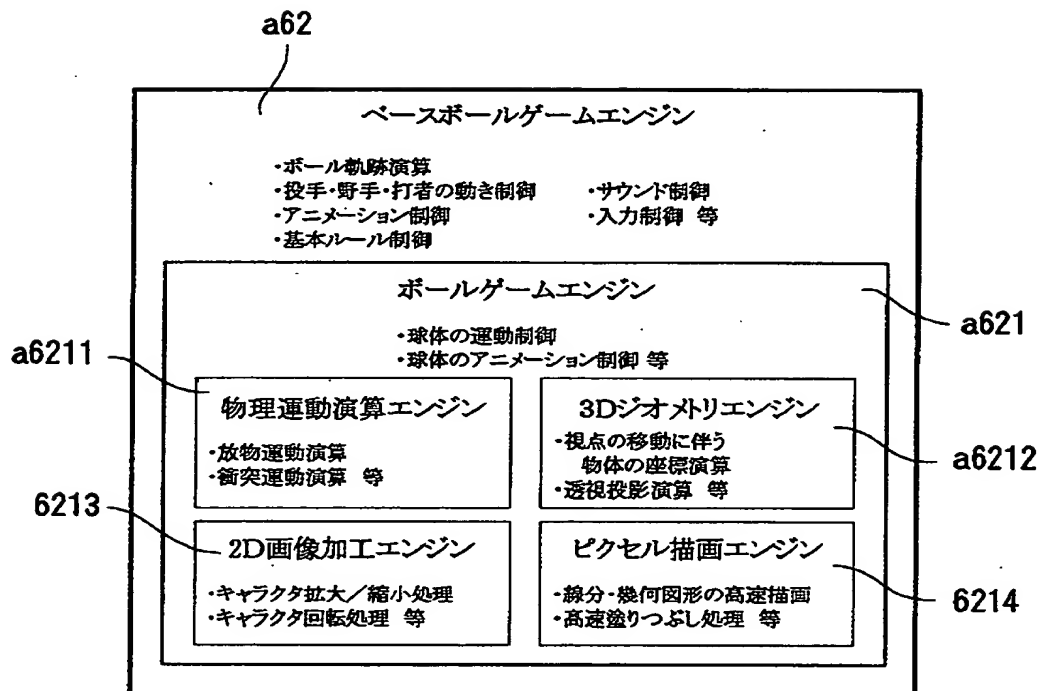 a62
ベースボールゲームエンジン
・ボール軌跡演算
・投手・野手・打者の動き制御
・アニメーション制御
・基本ルール制御
・サウンド制御
・入力制御 等
ボールゲームエンジン
a621
・球体の運動制御
・球体のアニメーション制御 等
a6211
物理運動演算エンジン
・放物運動演算
・衝突運動演算 等
3Dジオメトリエンジン
・視点の移動に伴う
物体の座標演算
・透視投影演算 等
a6212
6213
2D画像加工エンジン
・キャラクタ拡大／縮小処理
・キャラクタ回転処理 等
ピクセル描画エンジン
・線分・幾何図形の高速描画
・高速塗りつぶし処理 等
6214